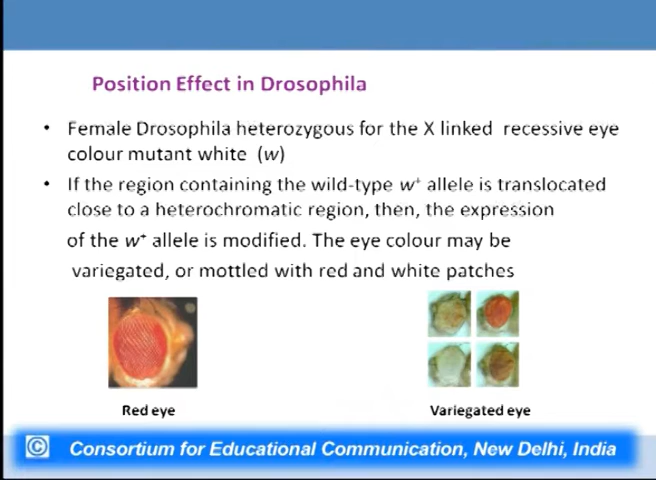 Position Effect in Drosophila
• Female Drosophila heterozygous for the X linked recessive eye
colour mutant white (w)
• If the region containing the wild-type w⁺ allele is translocated
close to a heterochromatic region, then, the expression
of the w⁺ allele is modified. The eye colour may be
variegated, or mottled with red and white patches
Red eye
Variegated eye
© Consortium for Educational Communication, New Delhi, India